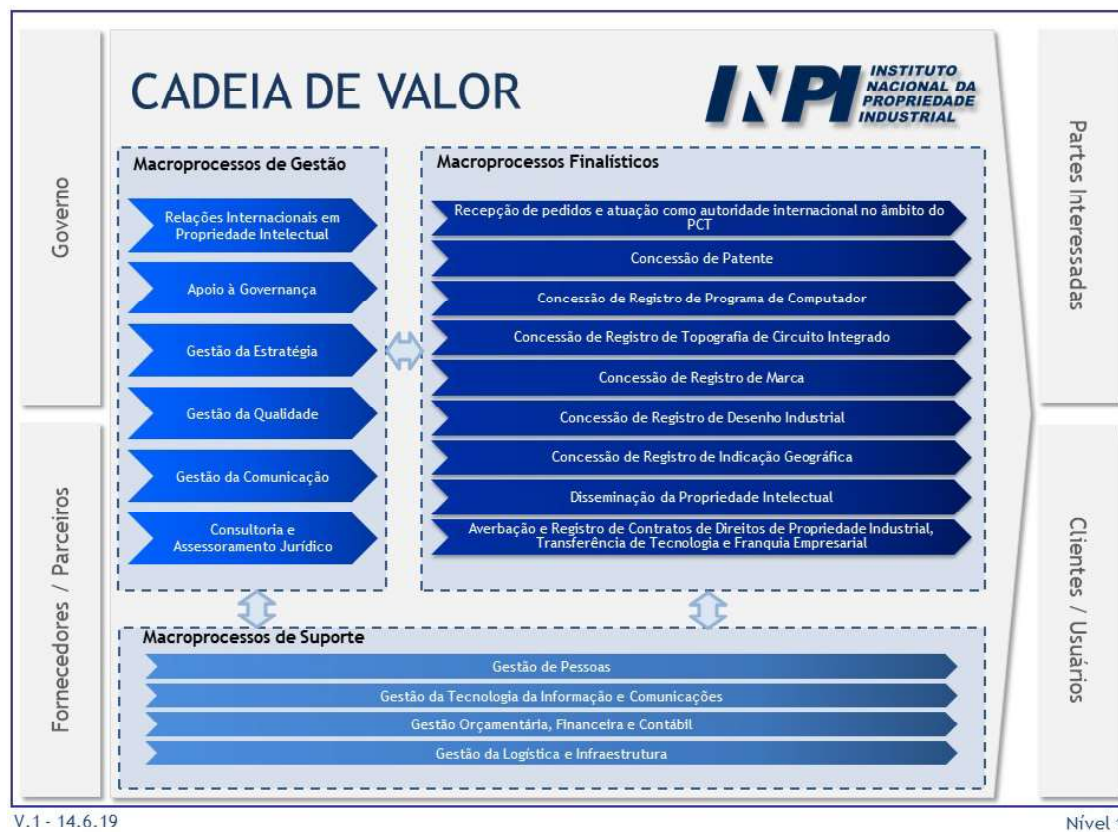 CADEIA DE VALOR
INPI
INSTITUTO
NACIONAL DA
PROPRIEDADE
INDUSTRIAL
Governo
Fornecedores / Parceiros
Macroprocessos de Gestão
Relações Internacionais em
Propriedade Intelectual
Apoio à Governança
Gestão da Estratégia
Gestão da Qualidade
Gestão da Comunicação
Consultoria e
Assessoramento Jurídico
Macroprocessos Finalísticos
Recepção de pedidos e atuação como autoridade internacional no âmbito do
PCT
Concessão de Patente
Concessão de Registro de Programa de Computador
Concessão de Registro de Topografia de Circuito Integrado
Concessão de Registro de Marca
Concessão de Registro de Desenho Industrial
Concessão de Registro de Indicação Geográfica
Disseminação da Propriedade Intelectual
Averbação e Registro de Contratos de Direitos de Propriedade Industrial,
Transferência de Tecnologia e Franquia Empresarial
Macroprocessos de Suporte
Gestão de Pessoas
Gestão da Tecnologia da Informação e Comunicações
Gestão Orçamentária, Financeira e Contábil
Gestão da Logística e Infraestrutura
Partes Interessadas
Clientes / Usuários
V.1 - 14.6.19
Nível